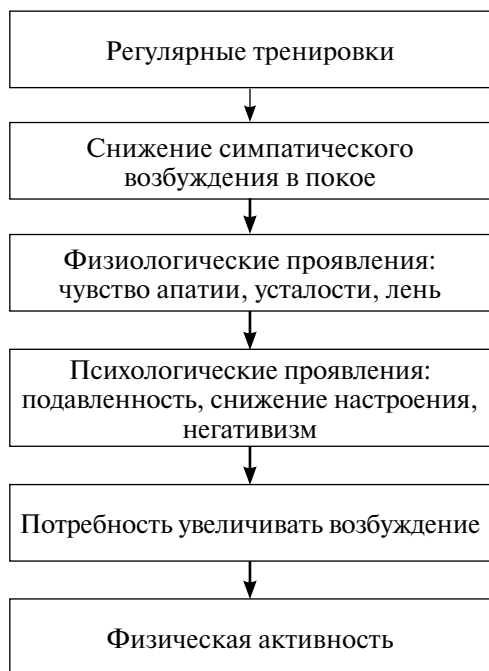 Регулярные тренировки
Снижение симпатического
возбуждения в покое
Физиологические проявления:
чувство апатии, усталости, лень
Психологические проявления:
подавленность, снижение настроения,
негативизм
Потребность увеличивать возбуждение
Физическая активность